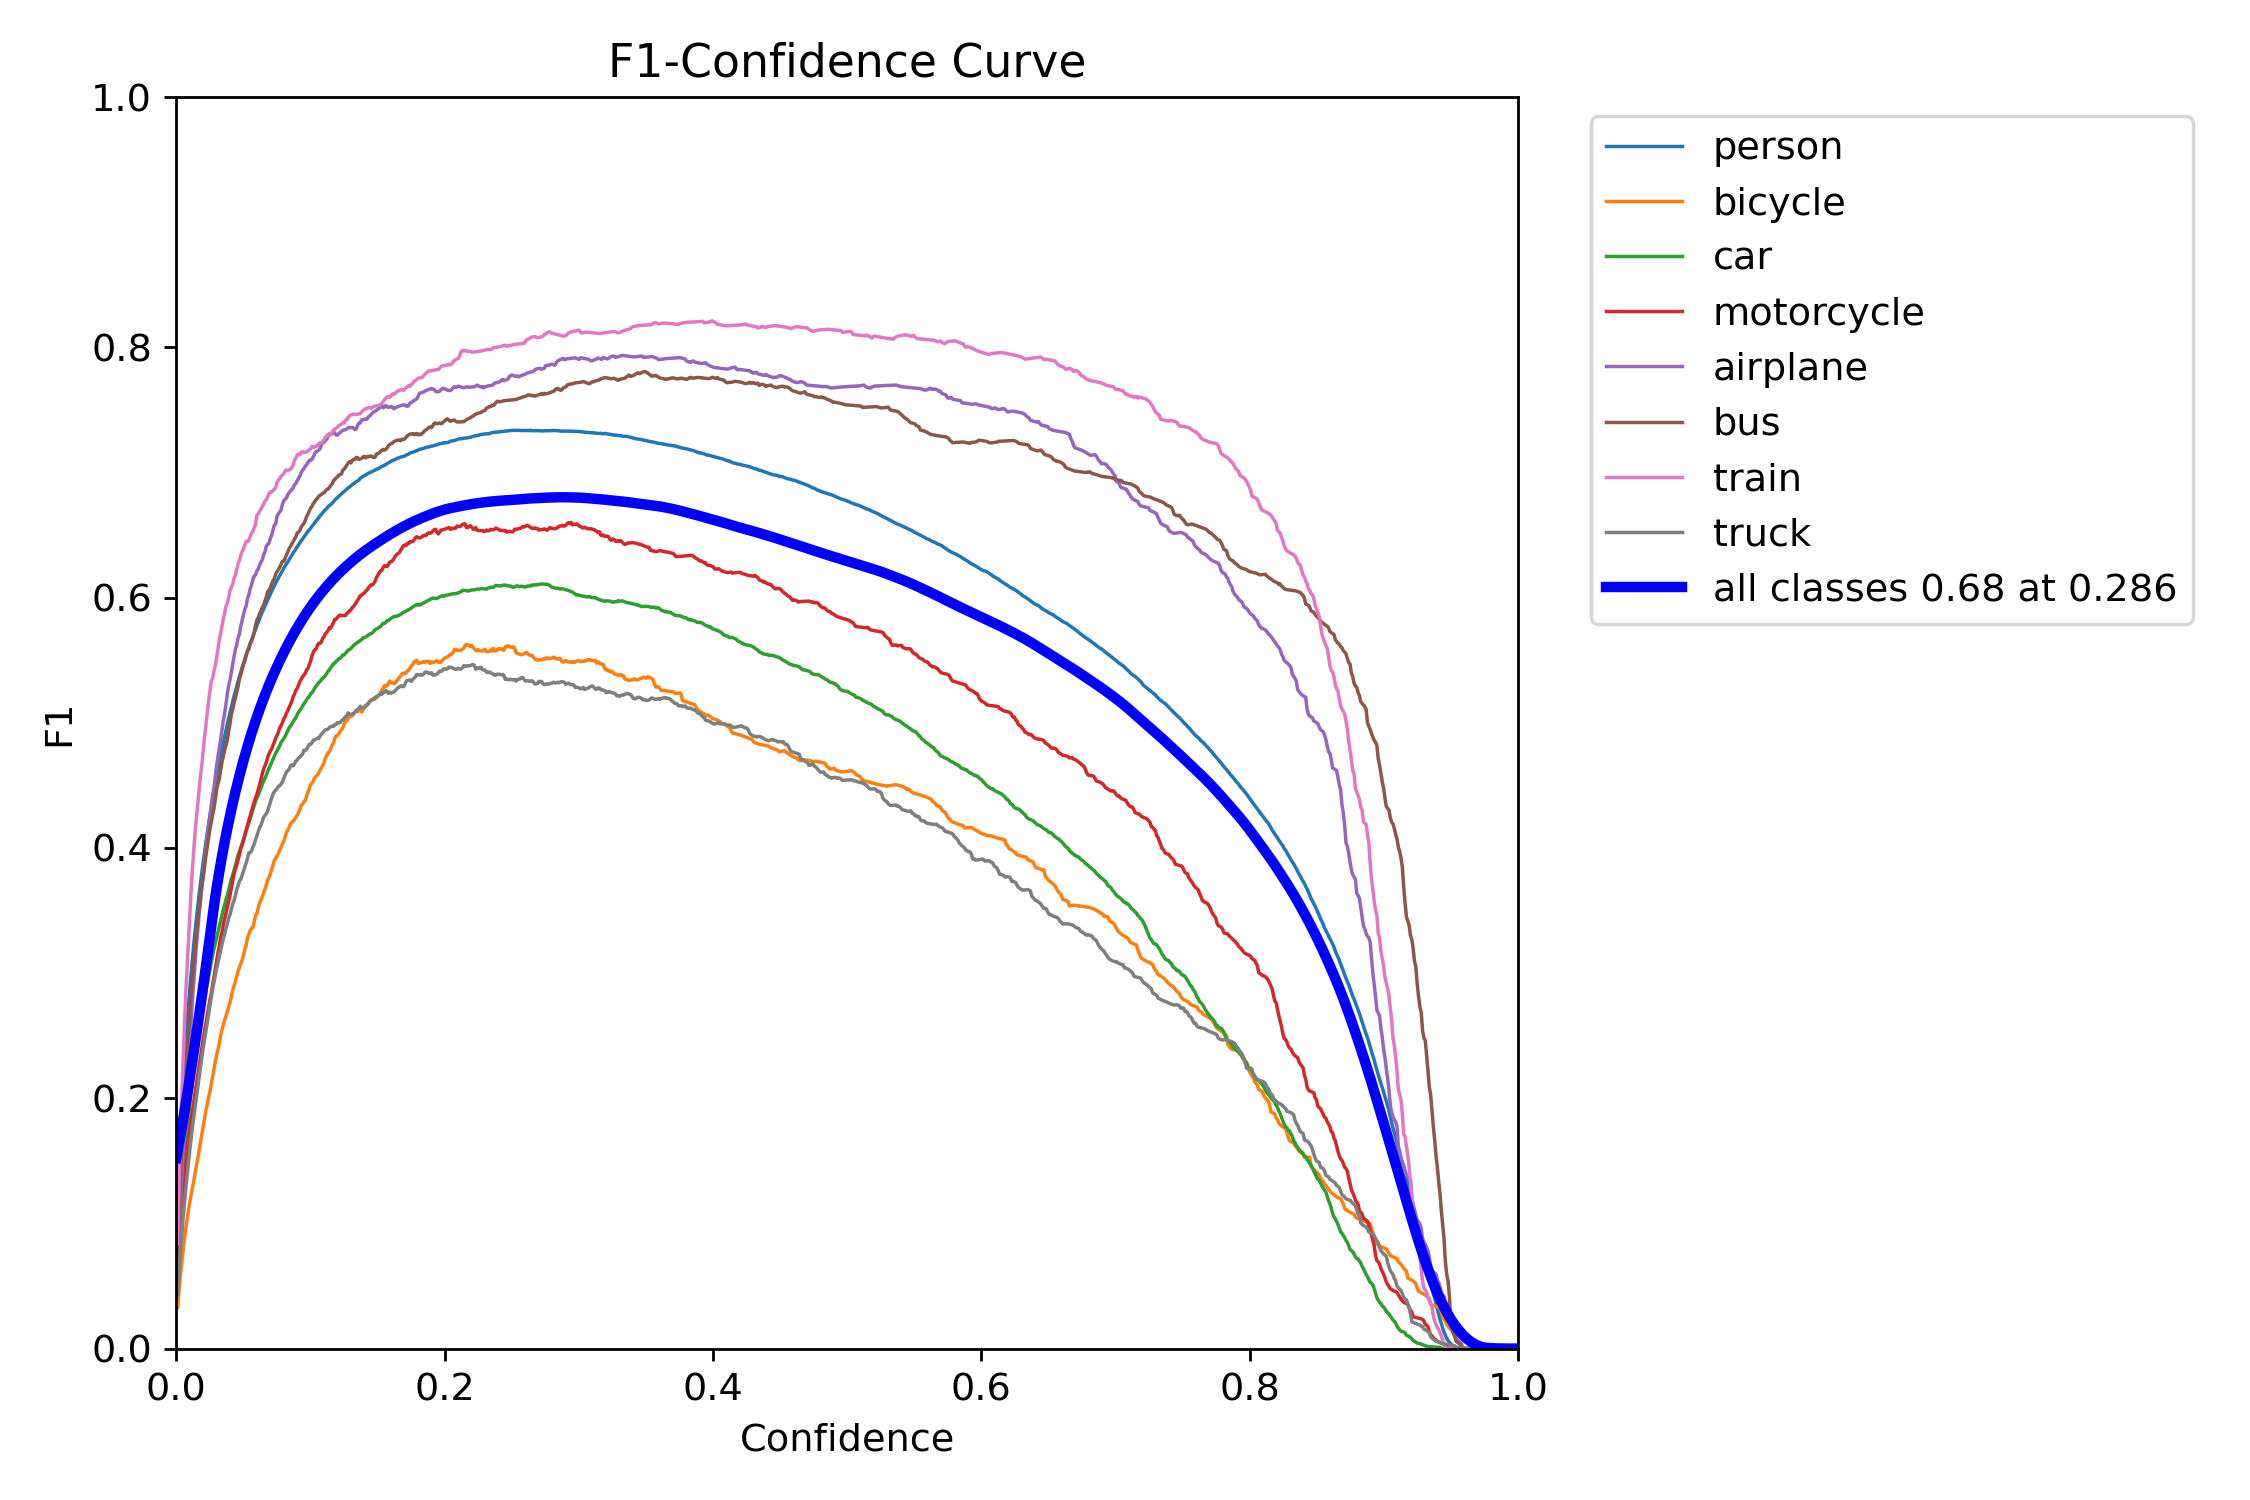 F1-Confidence Curve
1.0
0.8
0.6
0.4
0.2
0.0
F1
0.0 0.2 0.4 0.6 0.8 1.0
Confidence
person
bicycle
car
motorcycle
airplane
bus
train
truck
all classes 0.68 at 0.286